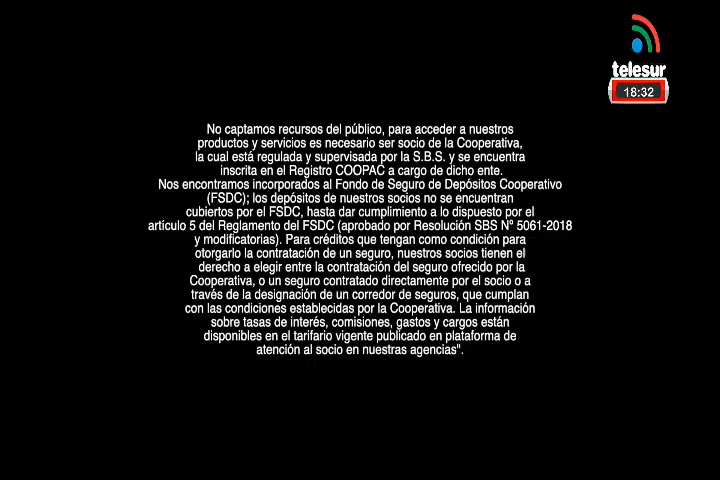 telesur
18:32
No captamos recursos del público, para acceder a nuestros
productos y servicios es necesario ser socio de la Cooperativa,
la cual está regulada y supervisada por la S.B.S. y se encuentra
inscrita en el Registro COOPAC a cargo de dicho ente.
Nos encontramos incorporados al Fondo de Seguro de Depósitos Cooperativo
(FSDC); los depósitos de nuestros socios no se encuentran
cubiertos por el FSDC, hasta dar cumplimiento a lo dispuesto por el
artículo 5 del Reglamento del FSDC (aprobado por Resolución SBS Nº 5061-2018
y modificatorias). Para créditos que tengan como condición para
otorgarlo la contratación de un seguro, nuestros socios tienen el
derecho a elegir entre la contratación del seguro ofrecido por la
Cooperativa, o un seguro contratado directamente por el socio o a
través de la designación de un corredor de seguros, que cumplan
con las condiciones establecidas por la Cooperativa. La información
sobre tasas de interés, comisiones, gastos y cargos están
disponibles en el tarifario vigente publicado en plataforma de
atención al socio en nuestras agencias".